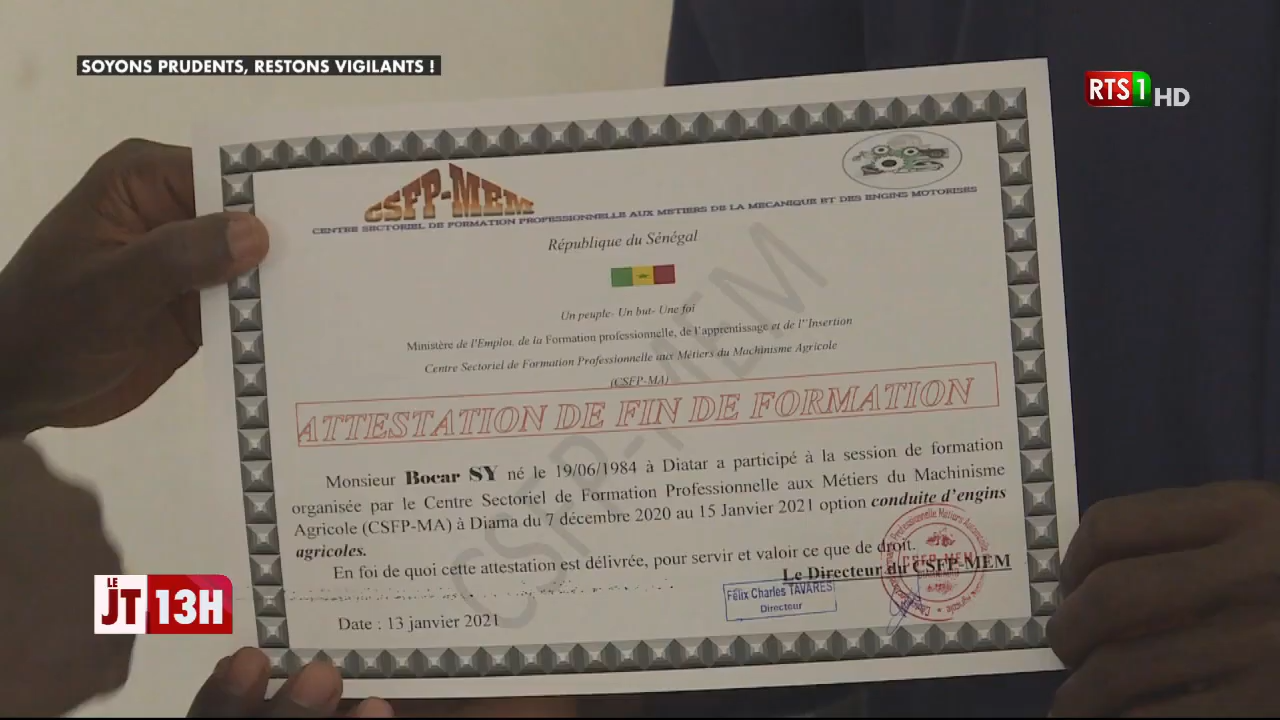 SOYONS PRUDENTS, RESTONS VIGILANTS !
RTS 1 HD
CSFP-MEM
CENTRE SECTORIEL DE FORMATION PROFESSIONNELLE AUX METIERS DE LA MECANIQUE ET DES ENGINS MOTORISES
République du Sénégal
Un peuple- Un but- Une foi
Ministère de l'Emploi, de la Formation professionnelle, de l'apprentissage et de l''Insertion
Centre Sectoriel de Formation Professionnelle aux Métiers du Machinisme Agricole
(CSFP-MA)
ATTESTATION DE FIN DE FORMATION
Monsieur Bocar SY né le 19/06/1984 à Diatar a participé à la session de formation
organisée par le Centre Sectoriel de Formation Professionnelle aux Métiers du Machinisme
Agricole (CSFP-MA) à Diama du 7 décembre 2020 au 15 Janvier 2021 option conduite d'engins
agricoles.
En foi de quoi cette attestation est délivrée, pour servir et valoir ce que de droit.
Le Directeur du CSFP-MEM
Félix Charles TAVARES
Directeur
Date : 13 janvier 2021
CSFP-MEM
CSFP-MEM
LE
JT 13H